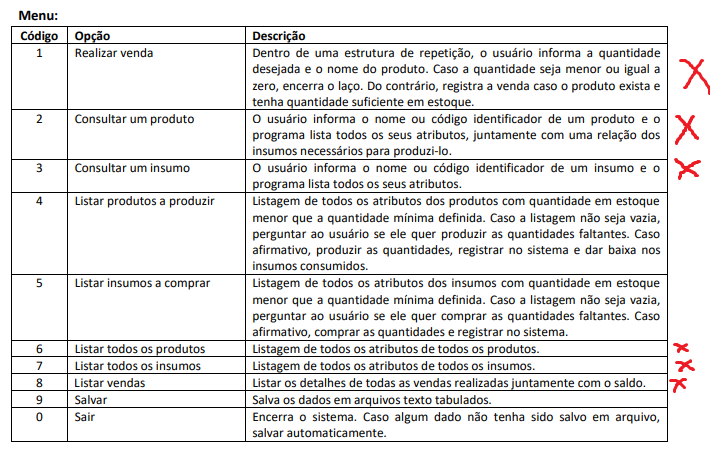 Menu:
Código Opção Descrição
1 Realizar venda Dentro de uma estrutura de repetição, o usuário informa a quantidade
desejada e o nome do produto. Caso a quantidade seja menor ou igual a
zero, encerra o laço. Do contrário, registra a venda caso o produto exista e
tenha quantidade suficiente em estoque.
2 Consultar um produto O usuário informa o nome ou código identificador de um produto e o
programa lista todos os seus atributos, juntamente com uma relação dos
insumos necessários para produzi-lo.
3 Consultar um insumo O usuário informa o nome ou código identificador de um insumo e o
programa lista todos os seus atributos.
4 Listar produtos a produzir Listagem de todos os atributos dos produtos com quantidade em estoque
menor que a quantidade mínima definida. Caso a listagem não seja vazia,
perguntar ao usuário se ele quer produzir as quantidades faltantes. Caso
afirmativo, produzir as quantidades, registrar no sistema e dar baixa nos
insumos consumidos.
5 Listar insumos a comprar Listagem de todos os atributos dos insumos com quantidade em estoque
menor que a quantidade mínima definida. Caso a listagem não seja vazia,
perguntar ao usuário se ele quer comprar as quantidades faltantes. Caso
afirmativo, comprar as quantidades e registrar no sistema.
6 Listar todos os produtos Listagem de todos os atributos de todos os produtos.
7 Listar todos os insumos Listagem de todos os atributos de todos os insumos.
8 Listar vendas Listar os detalhes de todas as vendas realizadas juntamente com o saldo.
9 Salvar Salva os dados em arquivos texto tabulados.
0 Sair Encerra o sistema. Caso algum dado não tenha sido salvo em arquivo,
salvar automaticamente.